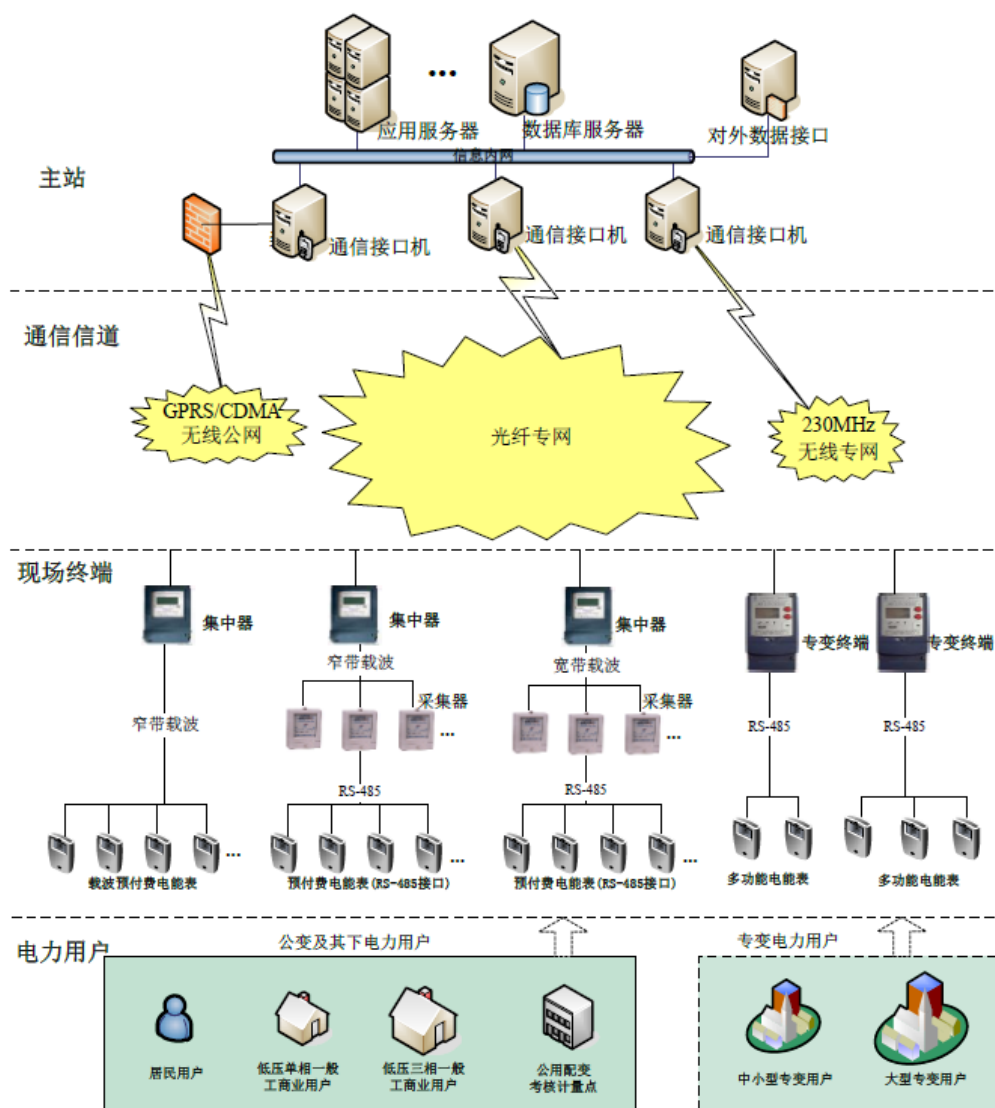 ...
应用服务器
数据库服务器
对外数据接口
信息内网
主站
通信接口机
通信接口机
通信接口机
通信信道
GPRS/CDMA
无线公网
光纤专网
230MHz
无线专网
现场终端
集中器
集中器
集中器
专变终端
专变终端
窄带载波
宽带载波
采集器
采集器
窄带载波
...
...
RS-485
RS-485
RS-485
RS-485
...
...
...
载波预付费电能表
预付费电能表(RS-485接口)
预付费电能表(RS-485接口)
多功能电能表
多功能电能表
电力用户
公变及其下电力用户
专变电力用户
居民用户
低压单相一般
工商业用户
低压三相一般
工商业用户
公用配变
考核计量点
中小型专变用户
大型专变用户